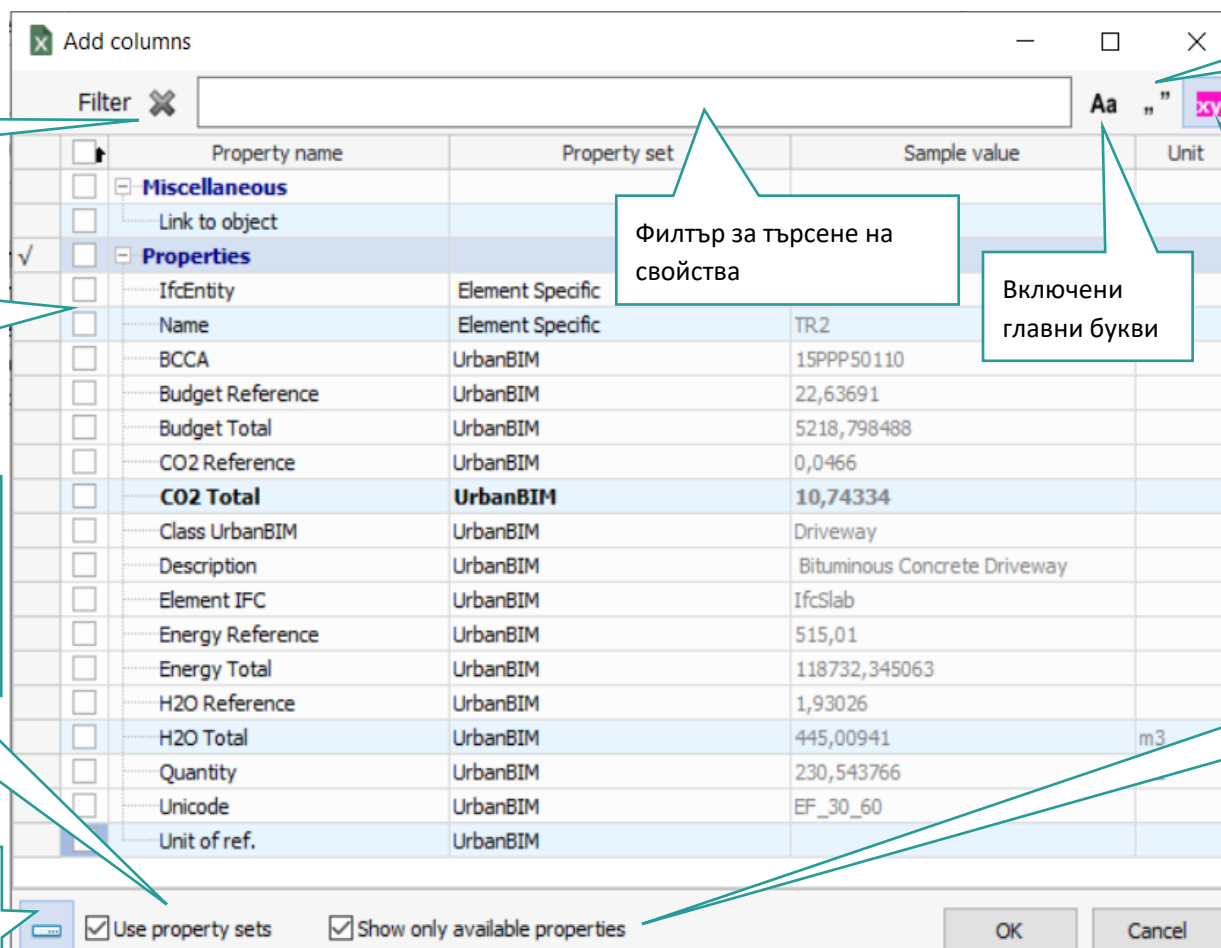 Add columns
Filter
Aa „ ” xy
Property name Property set Sample value Unit
Miscellaneous
Link to object
Филтър за търсене на
свойства
√ Properties
IfcEntity Element Specific
Включени
главни букви
Name Element Specific TR2
BCCA UrbanBIM 15PPP50110
Budget Reference UrbanBIM 22,63691
Budget Total UrbanBIM 5218,798488
CO2 Reference UrbanBIM 0,0466
CO2 Total UrbanBIM 10,74334
Class UrbanBIM UrbanBIM Driveway
Description UrbanBIM Bituminous Concrete Driveway
Element IFC UrbanBIM IfcSlab
Energy Reference UrbanBIM 515,01
Energy Total UrbanBIM 118732,345063
H2O Reference UrbanBIM 1,93026
H2O Total UrbanBIM 445,00941 m3
Quantity UrbanBIM 230,543766
Unicode UrbanBIM EF_30_60
Unit of ref. UrbanBIM
Use property sets Show only available properties OK Cancel